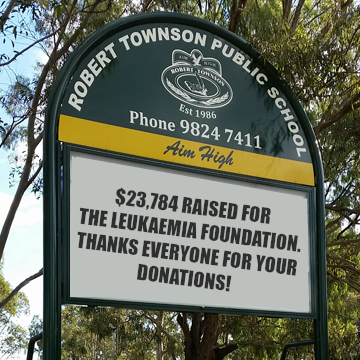 ROBERT TOWNSON PUBLIC SCHOOL
ROBERT TOWNSON
Est 1986
Phone 9824 7411
Aim High
$23,784 RAISED FOR
THE LEUKAEMIA FOUNDATION.
THANKS EVERYONE FOR YOUR
DONATIONS!